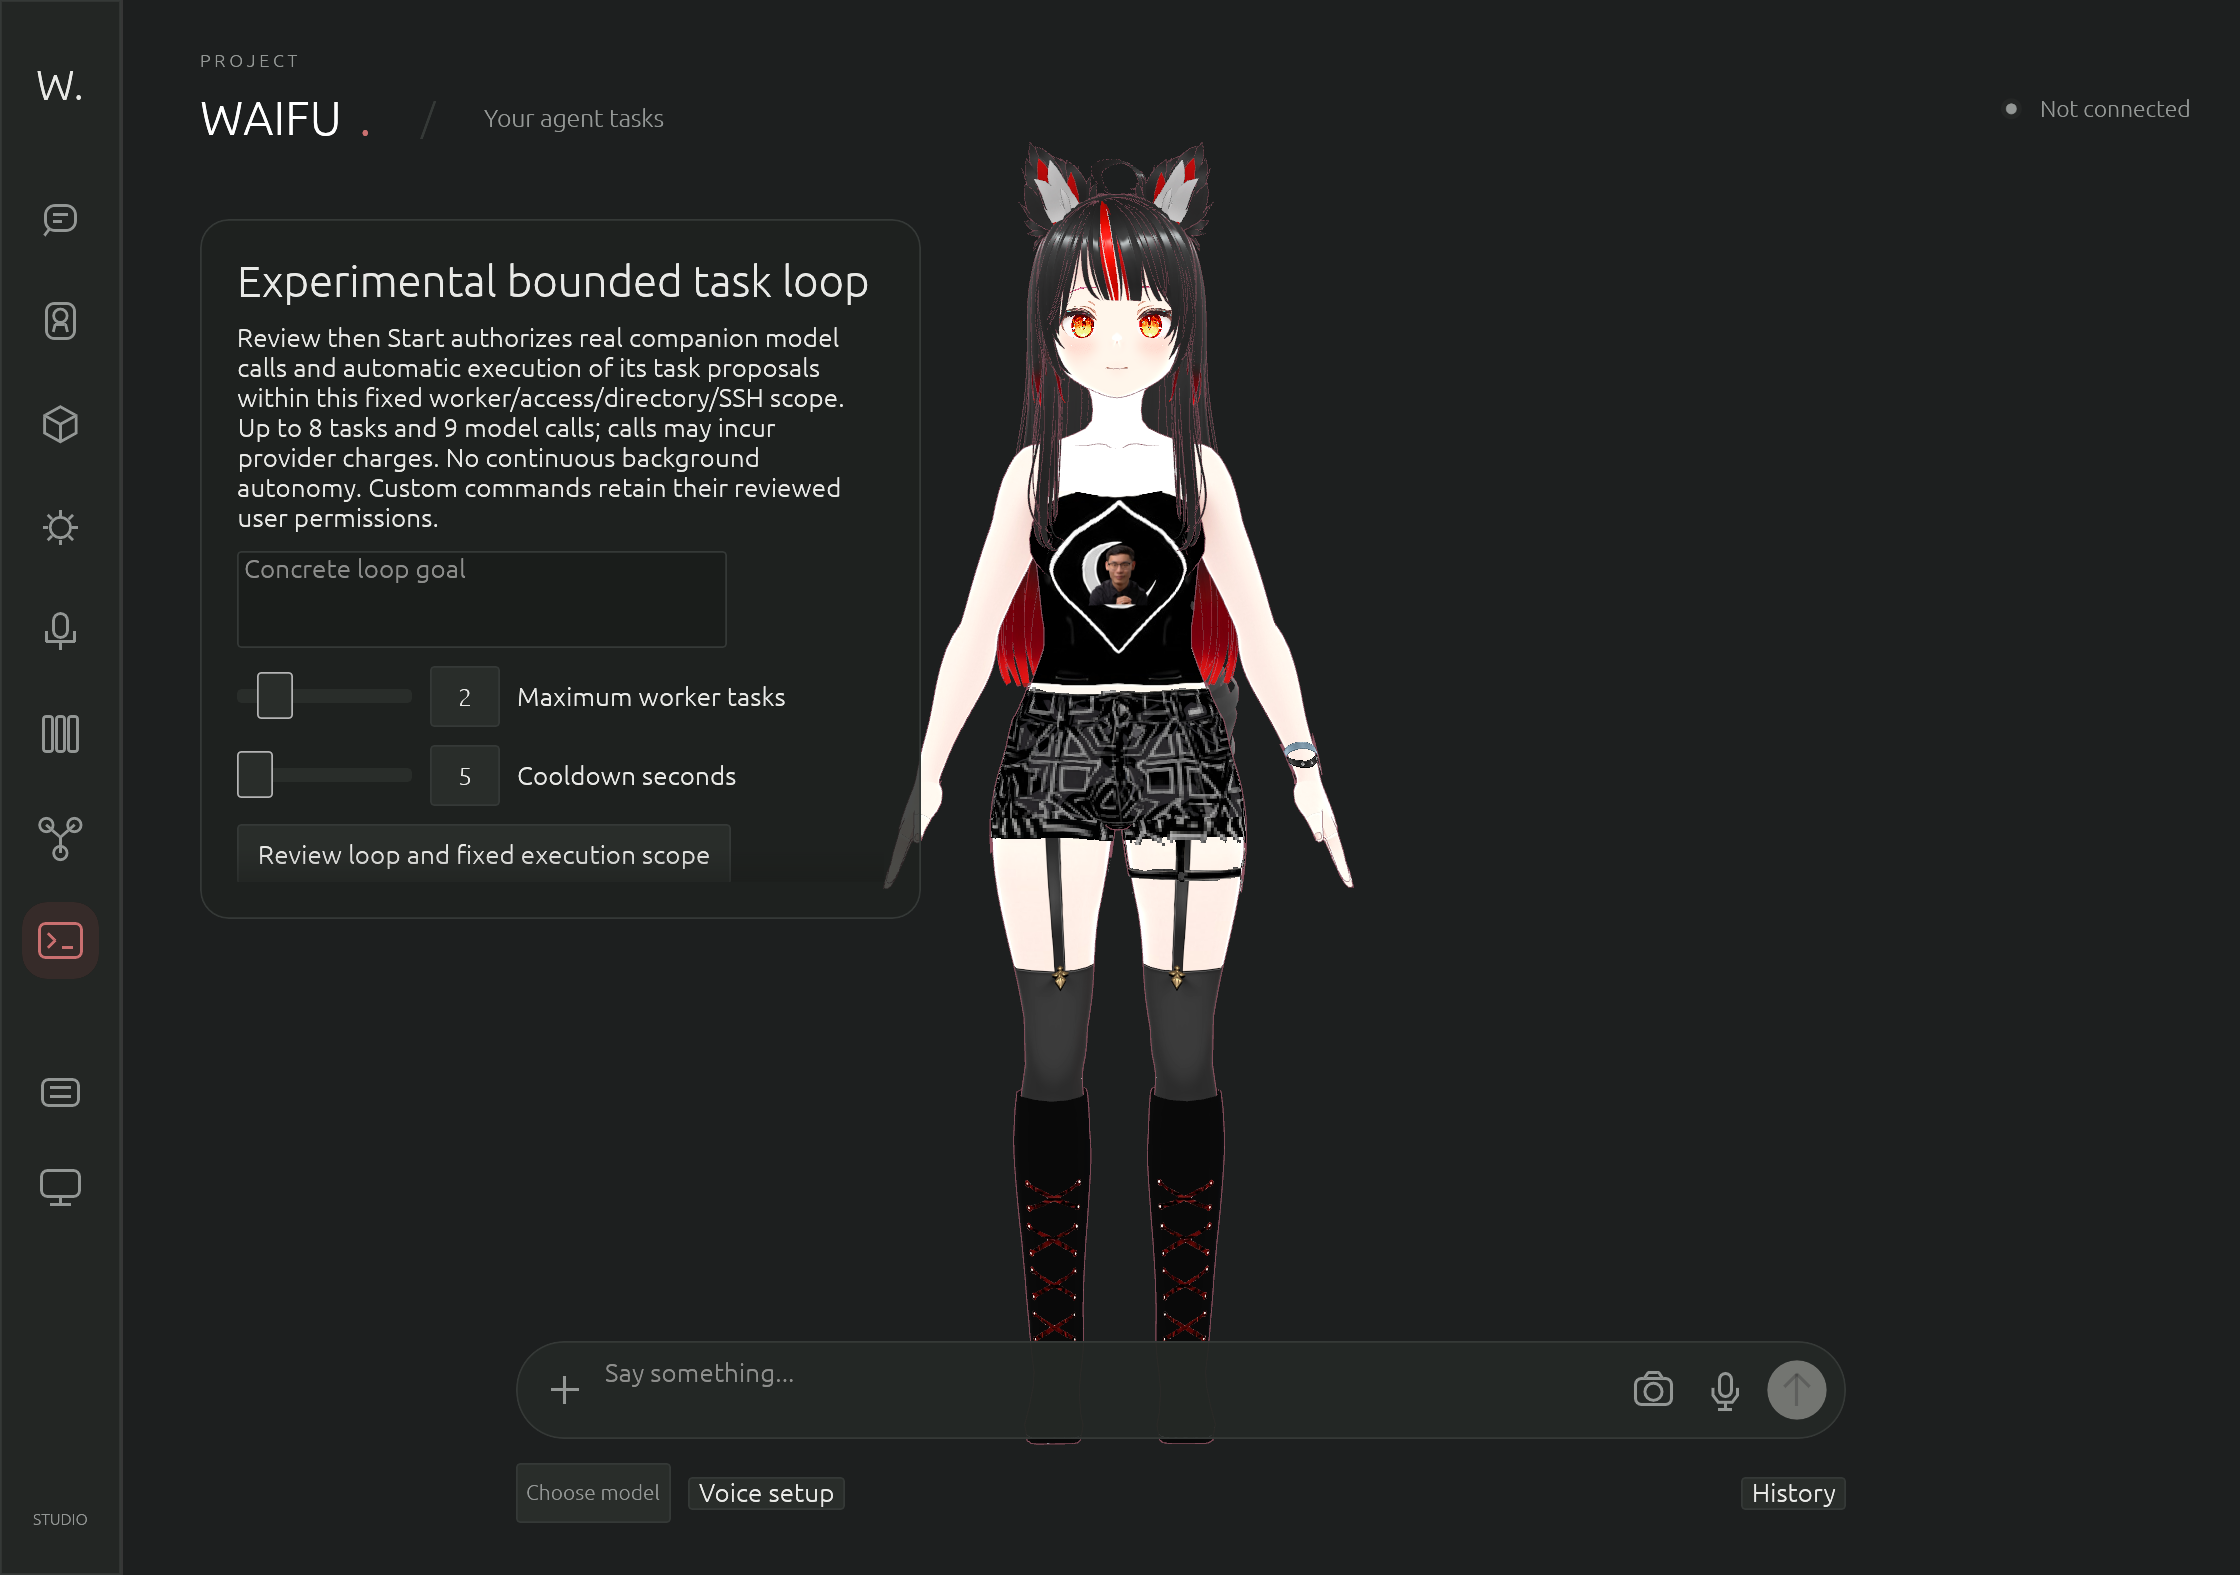 W.
PROJECT
WAIFU .
/
Your agent tasks
Not connected
Experimental bounded task loop
Review then Start authorizes real companion model
calls and automatic execution of its task proposals
within this fixed worker/access/directory/SSH scope.
Up to 8 tasks and 9 model calls; calls may incur
provider charges. No continuous background
autonomy. Custom commands retain their reviewed
user permissions.
Concrete loop goal
2 Maximum worker tasks
5 Cooldown seconds
Review loop and fixed execution scope
Say something...
Choose model
Voice setup
History
STUDIO